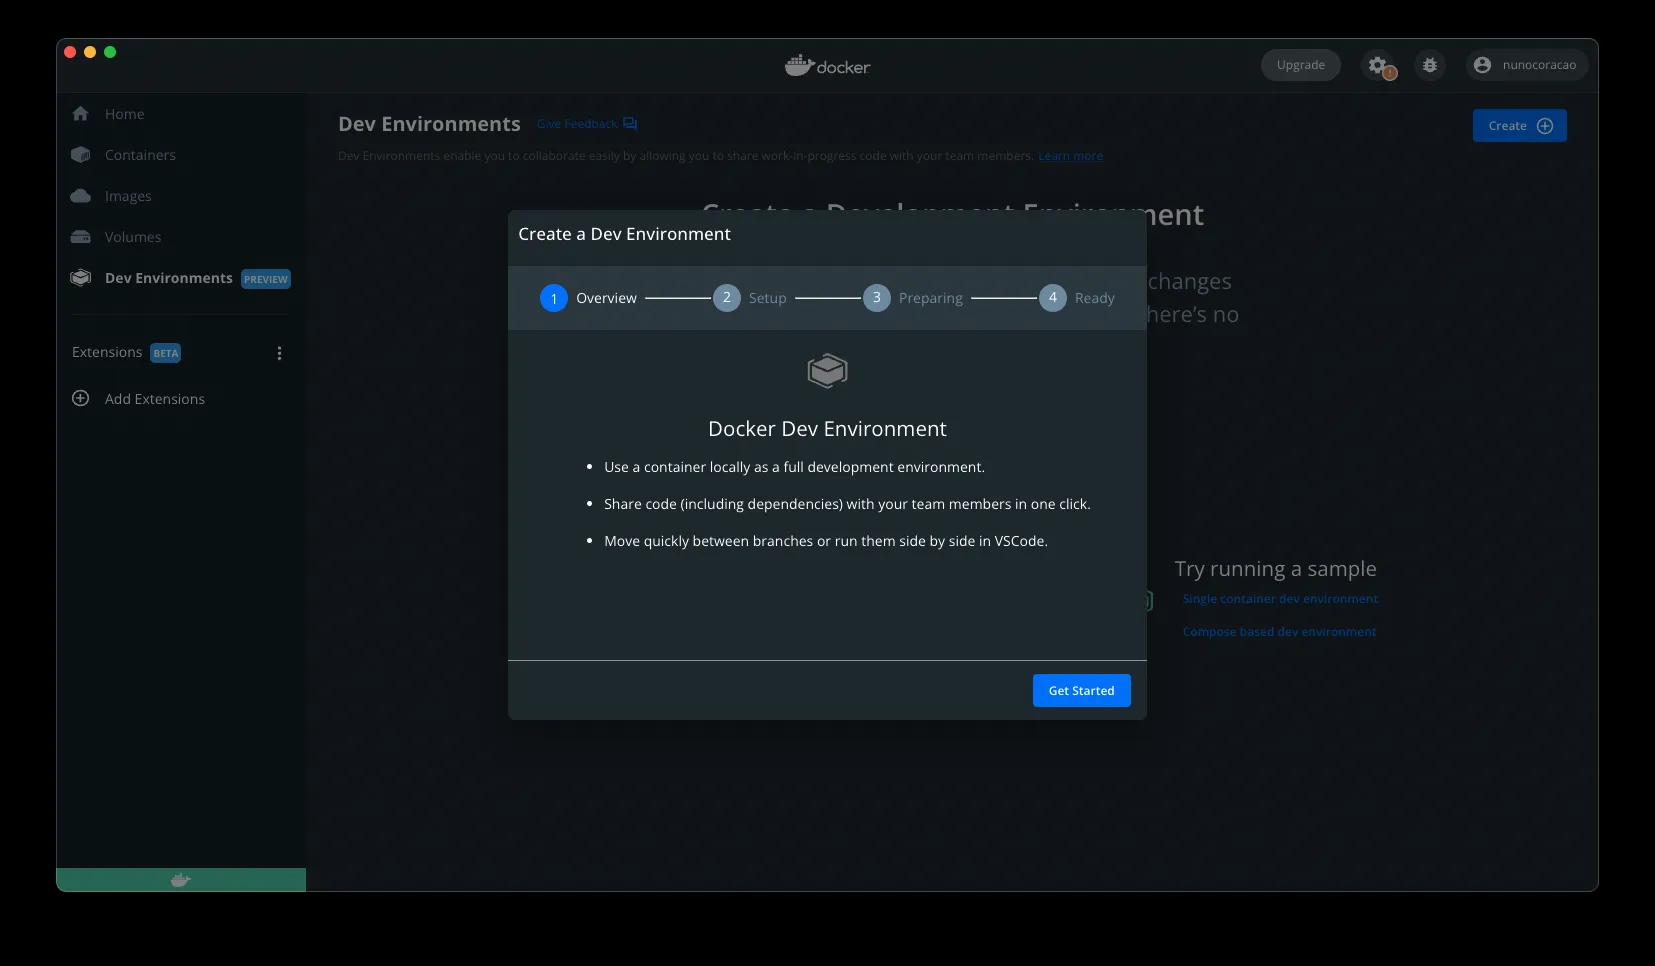 docker
Upgrade
!
nunocoracao
Home
Containers
Images
Volumes
Dev Environments PREVIEW
Extensions BETA
Add Extensions
Dev Environments Give Feedback
Create
Dev Environments enable you to collaborate easily by allowing you to share work-in-progress code with your team members. Learn more
Create a Development Environment
changes
here's no
Create a Dev Environment
1 Overview 2 Setup 3 Preparing 4 Ready
Docker Dev Environment
• Use a container locally as a full development environment.
• Share code (including dependencies) with your team members in one click.
• Move quickly between branches or run them side by side in VSCode.
Get Started
Try running a sample
Single container dev environment
Compose based dev environment